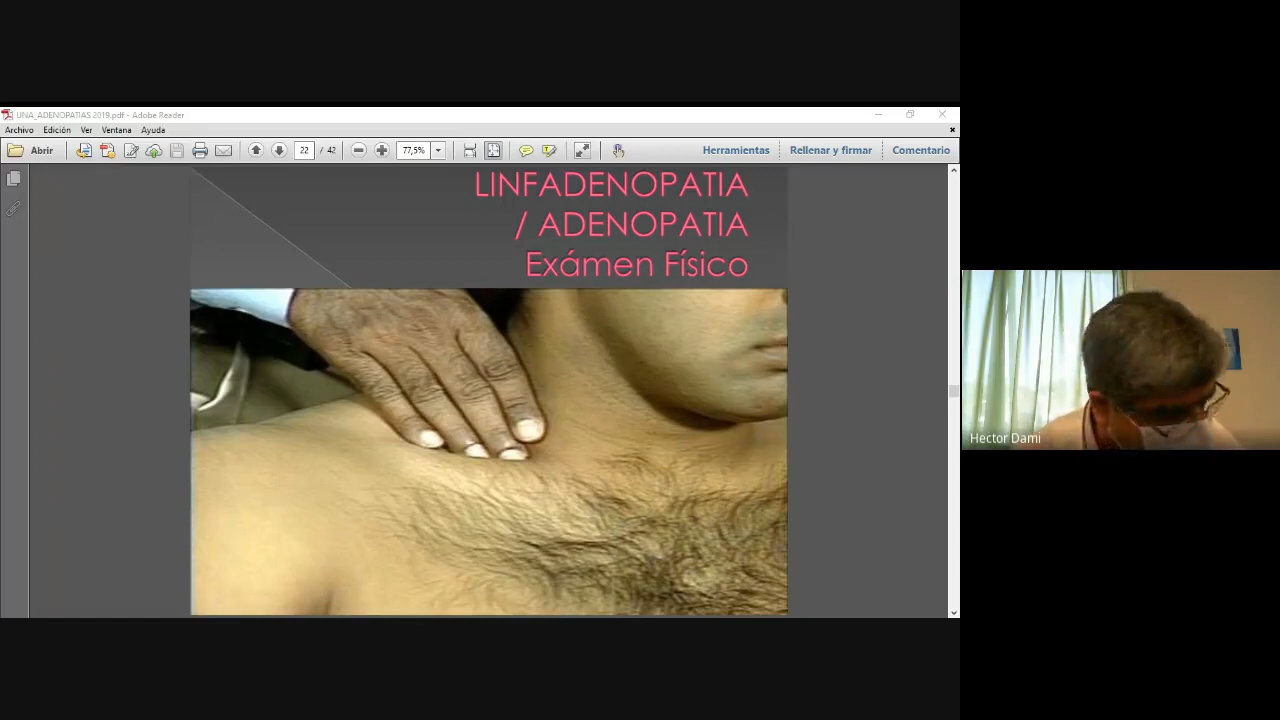 UNA_ADENOPATIAS 2019.pdf - Adobe Reader
Archivo Edición Ver Ventana Ayuda
Abrir 22 / 42 77,5% Herramientas Rellenar y firmar Comentario
LINFADENOPATIA
/ ADENOPATIA
Exámen Físico
Hector Dami